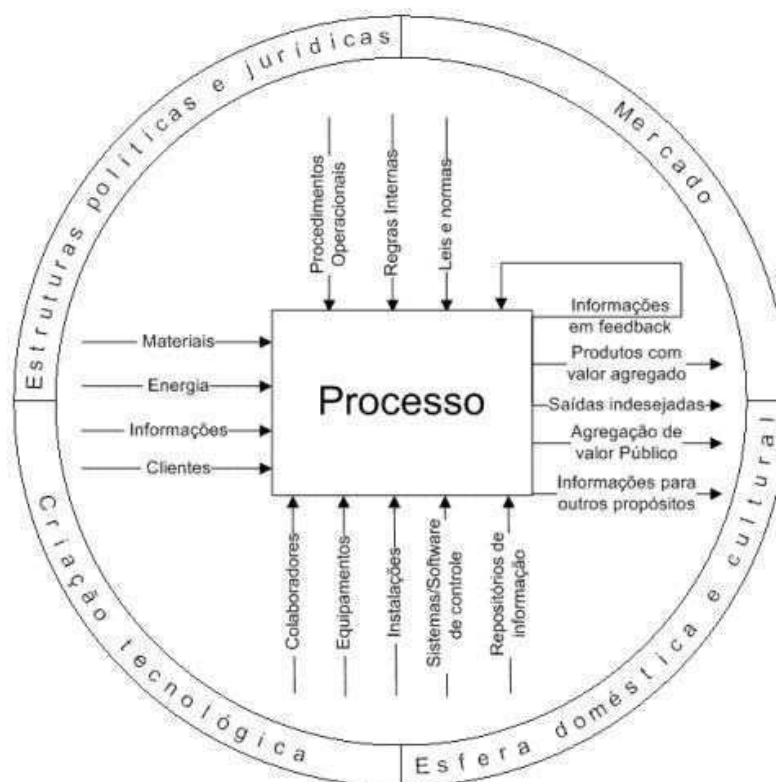 Estruturas políticas e jurídicas
Mercado
Procedimentos
Operacionais
Regras Internas
Leis e normas
Materiais
Energia
Informações
Clientes
Processo
Informações
em feedback
Produtos com
valor agregado
Saídas indesejadas
Agregação de
valor Público
Informações para
outros propósitos
Colaboradores
Equipamentos
Instalações
Sistemas/Software
de controle
Repositórios de
informação
Criação tecnológica
Esfera doméstica e cultural